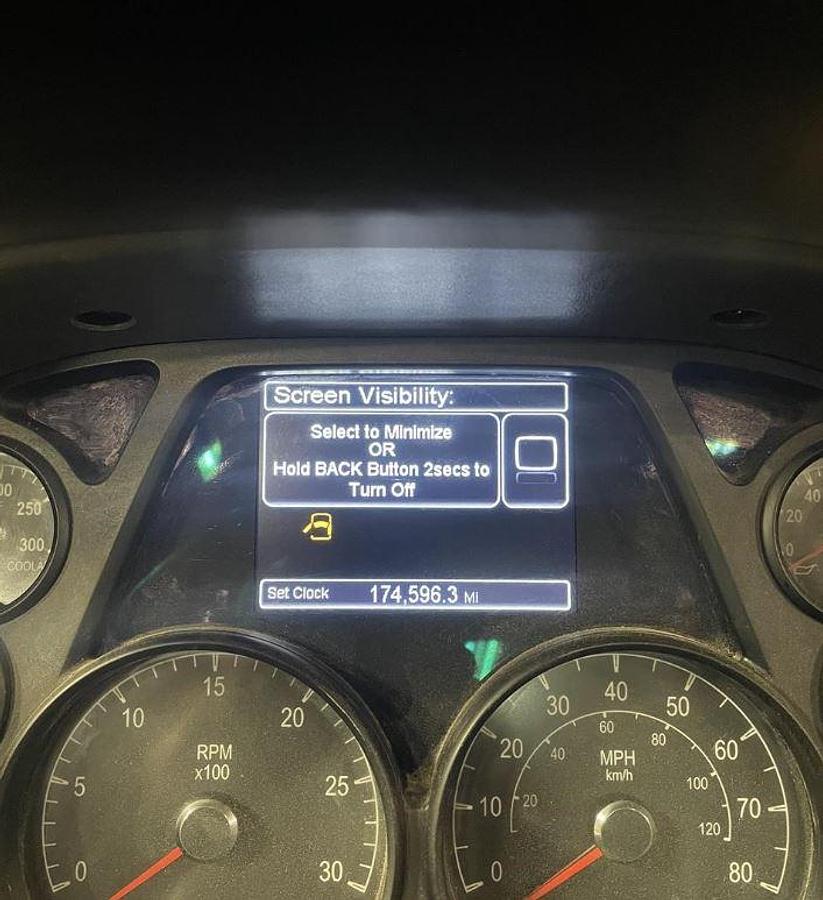 Screen Visibility:
Select to Minimize
OR
Hold BACK Button 2secs to
Turn Off
Set Clock 174,596.3 Mi
250
300
COOLA
40
20
0
15
10
20
RPM
x100
5
25
0
30
40
30
50
60
20
60
40
80
MPH
km/h
100
10
20
70
120
0
80